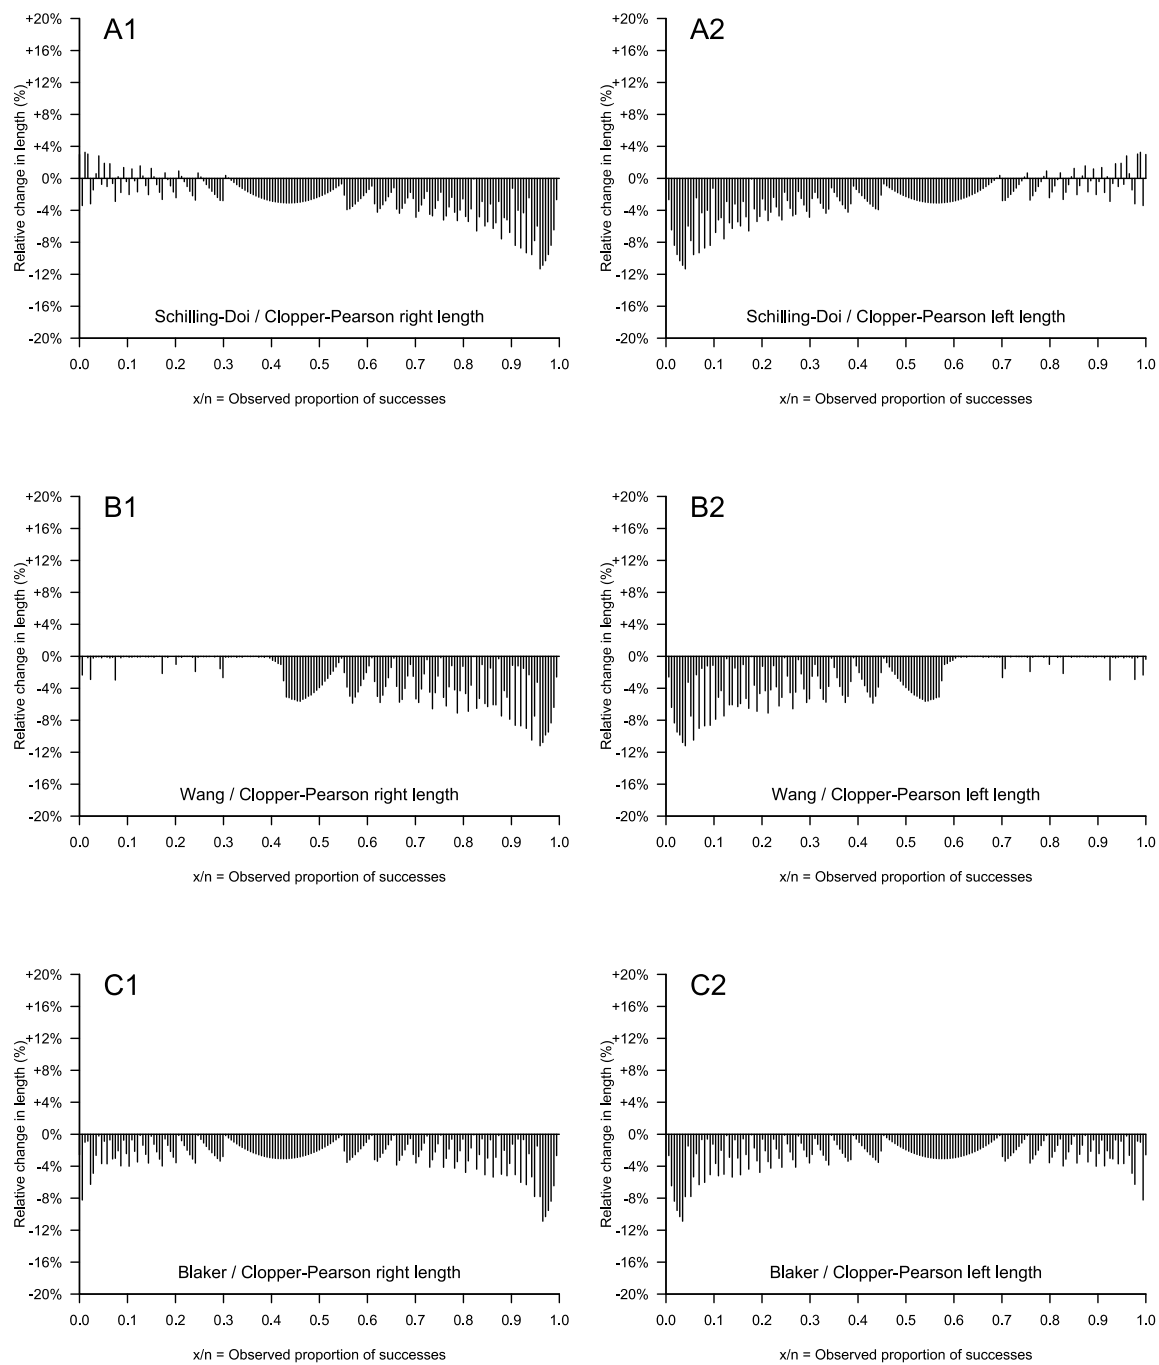 A1
Relative change in length (%)
+20%
+16%
+12%
+8%
+4%
0%
-4%
-8%
-12%
-16%
-20%
Schilling-Doi / Clopper-Pearson right length
0.0 0.1 0.2 0.3 0.4 0.5 0.6 0.7 0.8 0.9 1.0
x/n = Observed proportion of successes
A2
Relative change in length (%)
+20%
+16%
+12%
+8%
+4%
0%
-4%
-8%
-12%
-16%
-20%
Schilling-Doi / Clopper-Pearson left length
0.0 0.1 0.2 0.3 0.4 0.5 0.6 0.7 0.8 0.9 1.0
x/n = Observed proportion of successes
B1
Relative change in length (%)
+20%
+16%
+12%
+8%
+4%
0%
-4%
-8%
-12%
-16%
-20%
Wang / Clopper-Pearson right length
0.0 0.1 0.2 0.3 0.4 0.5 0.6 0.7 0.8 0.9 1.0
x/n = Observed proportion of successes
B2
Relative change in length (%)
+20%
+16%
+12%
+8%
+4%
0%
-4%
-8%
-12%
-16%
-20%
Wang / Clopper-Pearson left length
0.0 0.1 0.2 0.3 0.4 0.5 0.6 0.7 0.8 0.9 1.0
x/n = Observed proportion of successes
C1
Relative change in length (%)
+20%
+16%
+12%
+8%
+4%
0%
-4%
-8%
-12%
-16%
-20%
Blaker / Clopper-Pearson right length
0.0 0.1 0.2 0.3 0.4 0.5 0.6 0.7 0.8 0.9 1.0
x/n = Observed proportion of successes
C2
Relative change in length (%)
+20%
+16%
+12%
+8%
+4%
0%
-4%
-8%
-12%
-16%
-20%
Blaker / Clopper-Pearson left length
0.0 0.1 0.2 0.3 0.4 0.5 0.6 0.7 0.8 0.9 1.0
x/n = Observed proportion of successes